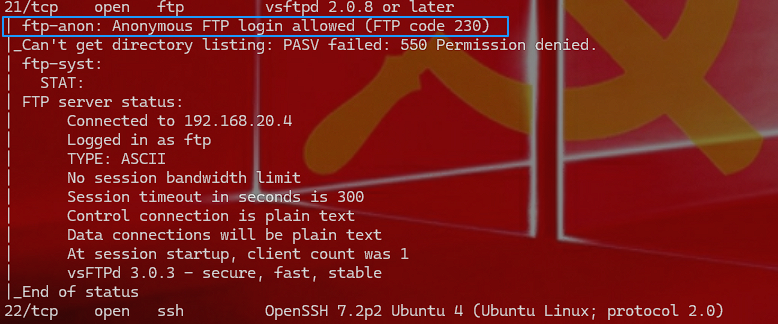 21/tcp   open   ftp         vsftpd 2.0.8 or later
| ftp-anon: Anonymous FTP login allowed (FTP code 230)
|_Can't get directory listing: PASV failed: 550 Permission denied.
| ftp-syst:
|   STAT:
| FTP server status:
|      Connected to 192.168.20.4
|      Logged in as ftp
|      TYPE: ASCII
|      No session bandwidth limit
|      Session timeout in seconds is 300
|      Control connection is plain text
|      Data connections will be plain text
|      At session startup, client count was 1
|      vsFTPd 3.0.3 – secure, fast, stable
|_End of status
22/tcp   open   ssh         OpenSSH 7.2p2 Ubuntu 4 (Ubuntu Linux; protocol 2.0)